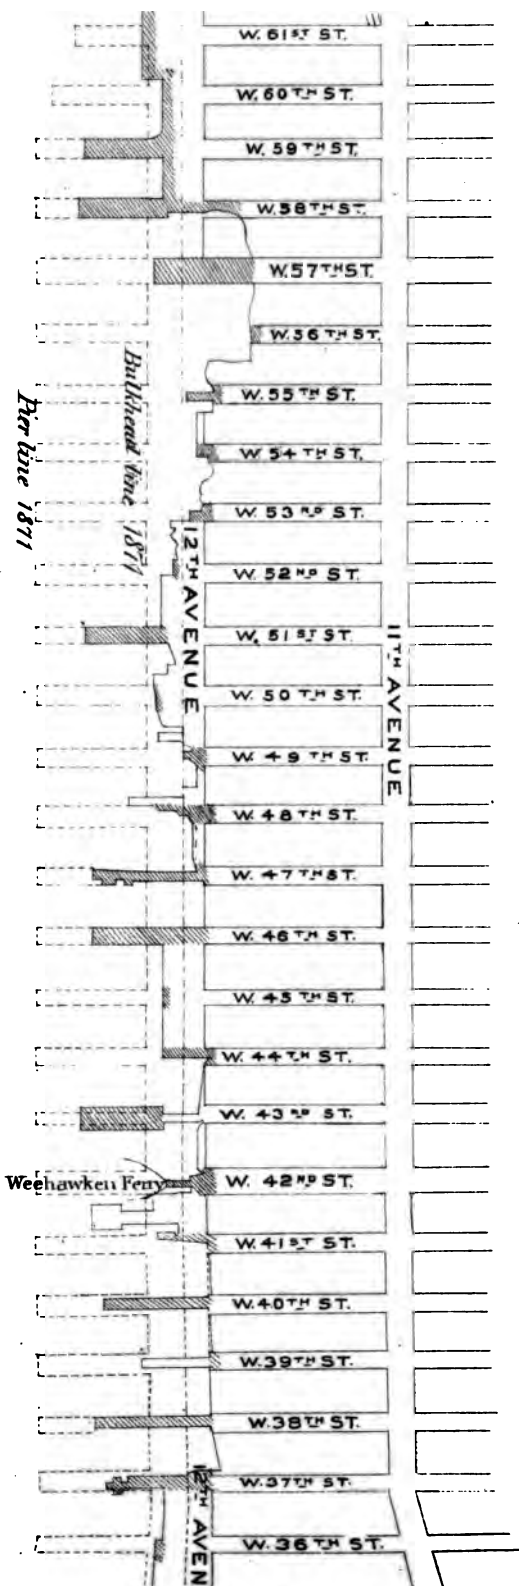 W. 61ST ST.
W. 60TH ST.
W. 59TH ST.
W. 58TH ST.
W. 57TH ST.
W. 56TH ST.
Bulkhead line 1871
W. 55TH ST.
Pier line 1871
W. 54TH ST.
W. 53RD ST.
12TH AVENUE
W. 52ND ST.
11TH AVENUE
W. 51ST ST.
W. 50TH ST.
W. 49TH ST.
W. 48TH ST.
W. 47TH ST.
W. 46TH ST.
W. 45TH ST.
W. 44TH ST.
W. 43RD ST.
Weehawken Ferry
W. 42ND ST.
W. 41ST ST.
W. 40TH ST.
W. 39TH ST.
W. 38TH ST.
W. 37TH ST.
12TH AVEN
W. 36TH ST.